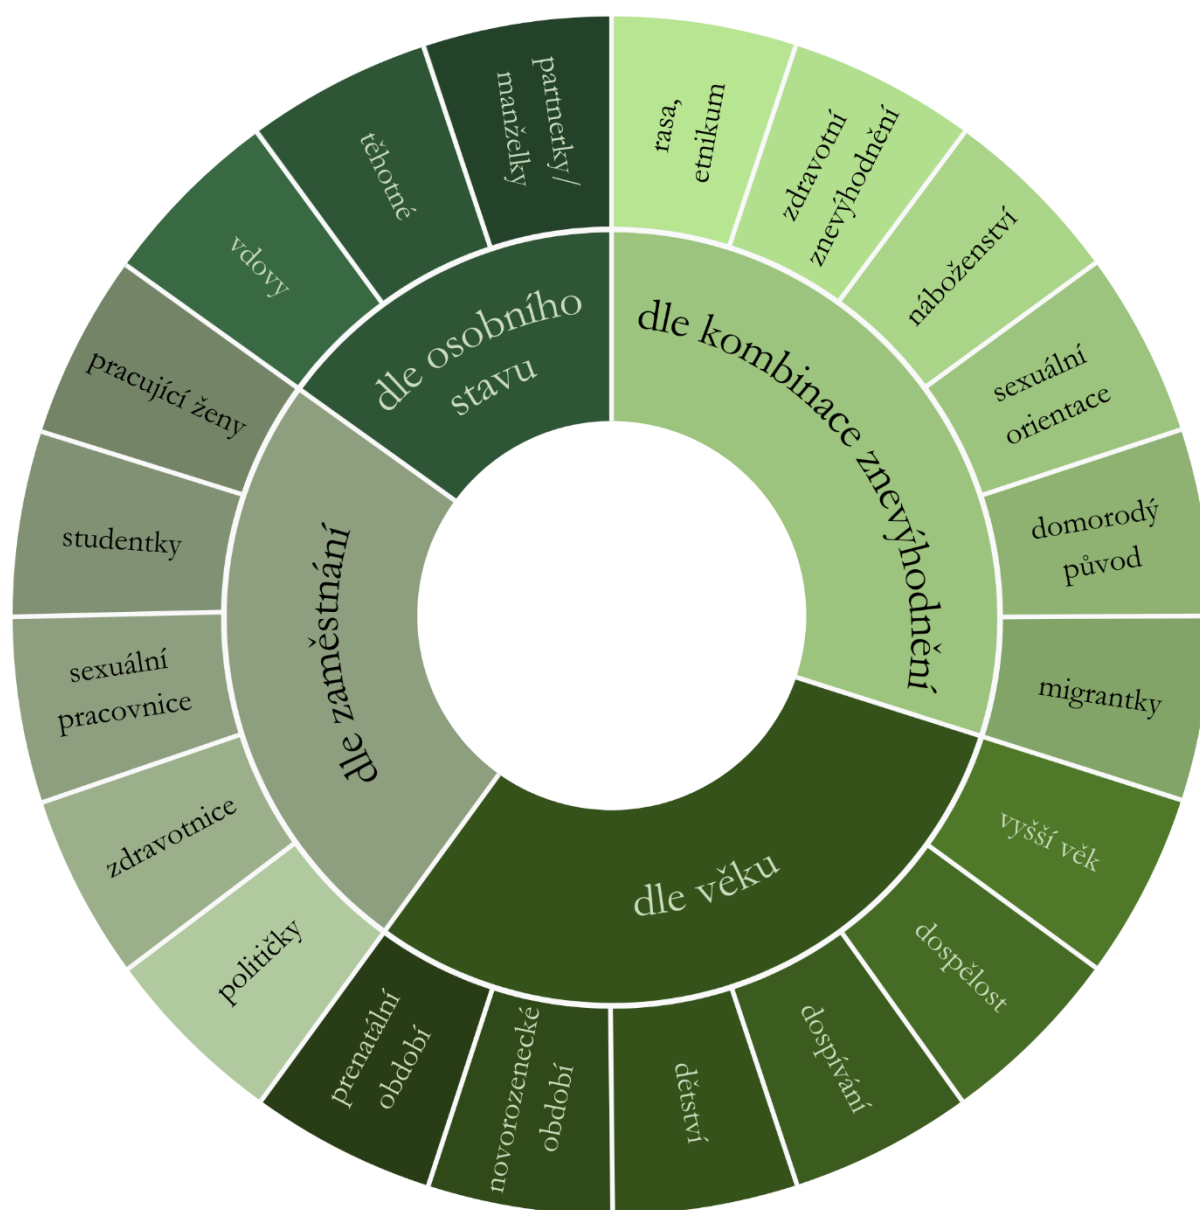 dle kombinace znevýhodnění
rasa,
etnikum
zdravotní
znevýhodnění
náboženství
sexuální
orientace
domorodý
původ
migrantky
dle věku
vyšší věk
dospělost
dospívání
dětství
novorozenecké
období
prenatální
období
dle zaměstnání
političky
zdravotnice
sexuální
pracovnice
studentky
pracující ženy
dle osobního
stavu
vdovy
těhotné
partnerky/
manželky